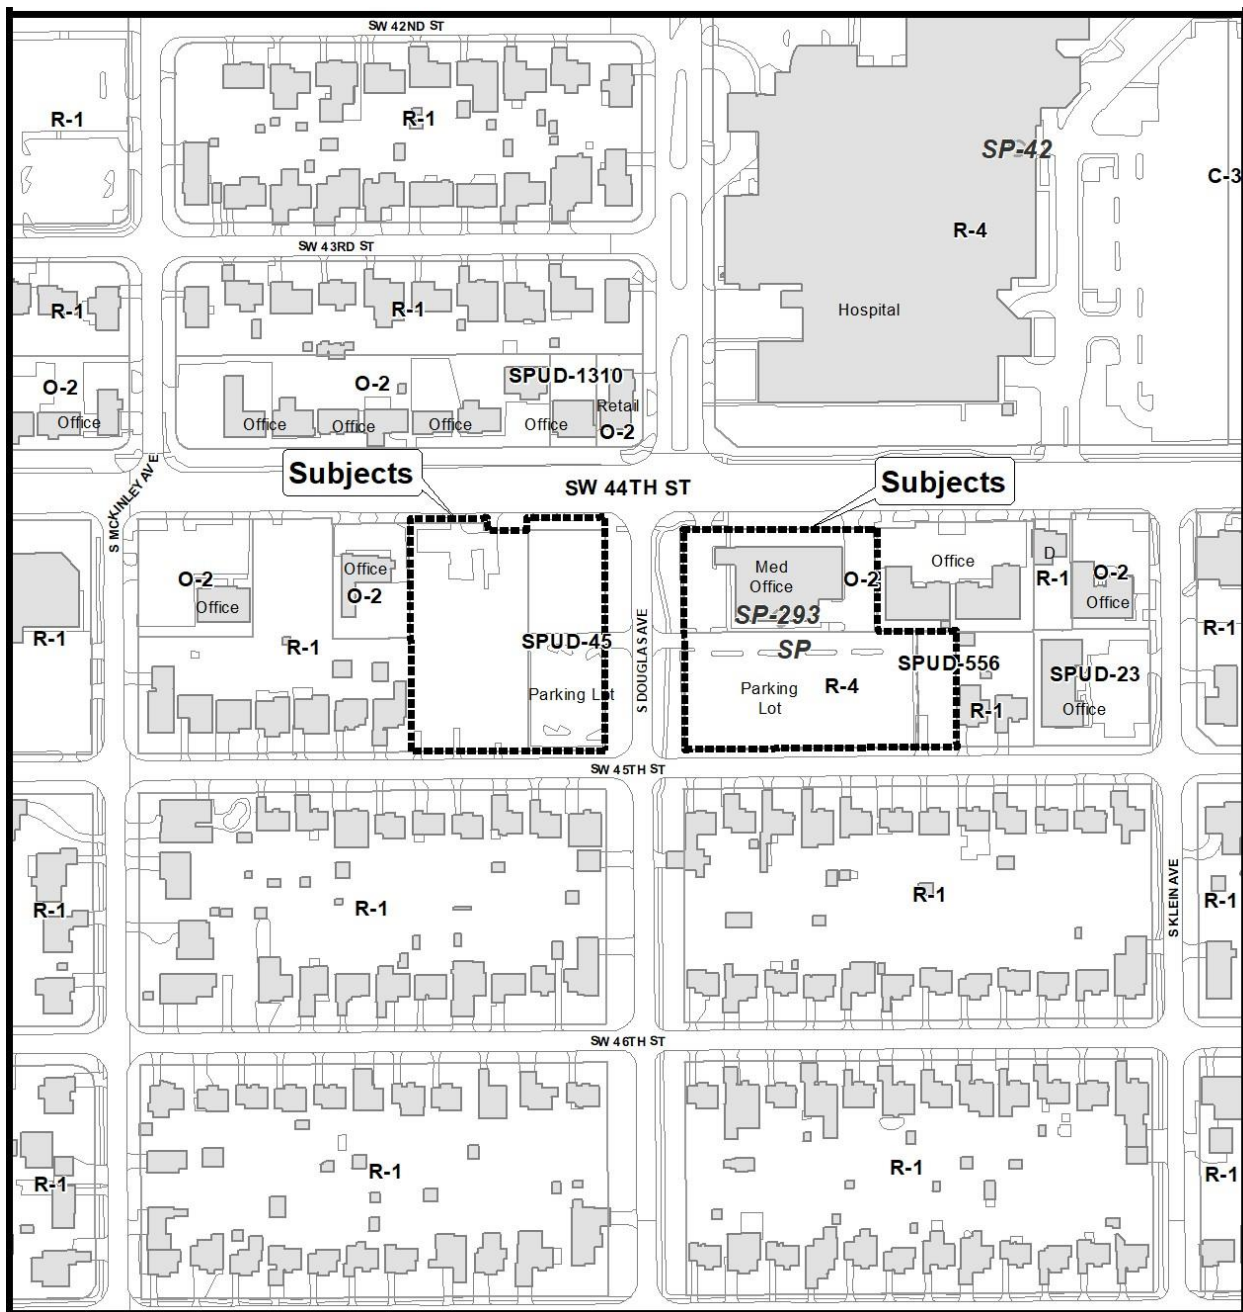 SW 42ND ST
R-1
R-1
SP-42
C-3
R-4
SW 43RD ST
R-1
R-1
Hospital
O-2
O-2
SPUD-1310
Office
Office
Office
Office
Office
Retail
O-2
S MCKINLEY AVE
Subjects
SW 44TH ST
Subjects
O-2
Office
Office
O-2
R-1
R-1
SPUD-45
Parking Lot
S DOUGLAS AVE
Med
Office
O-2
SP-293
SP
Parking
Lot
R-4
Office
D
R-1
O-2
Office
SPUD-556
R-1
SPUD-23
Office
R-1
SW 45TH ST
R-1
R-1
R-1
S KLEIN AVE
R-1
SW 46TH ST
R-1
R-1
R-1
R-1